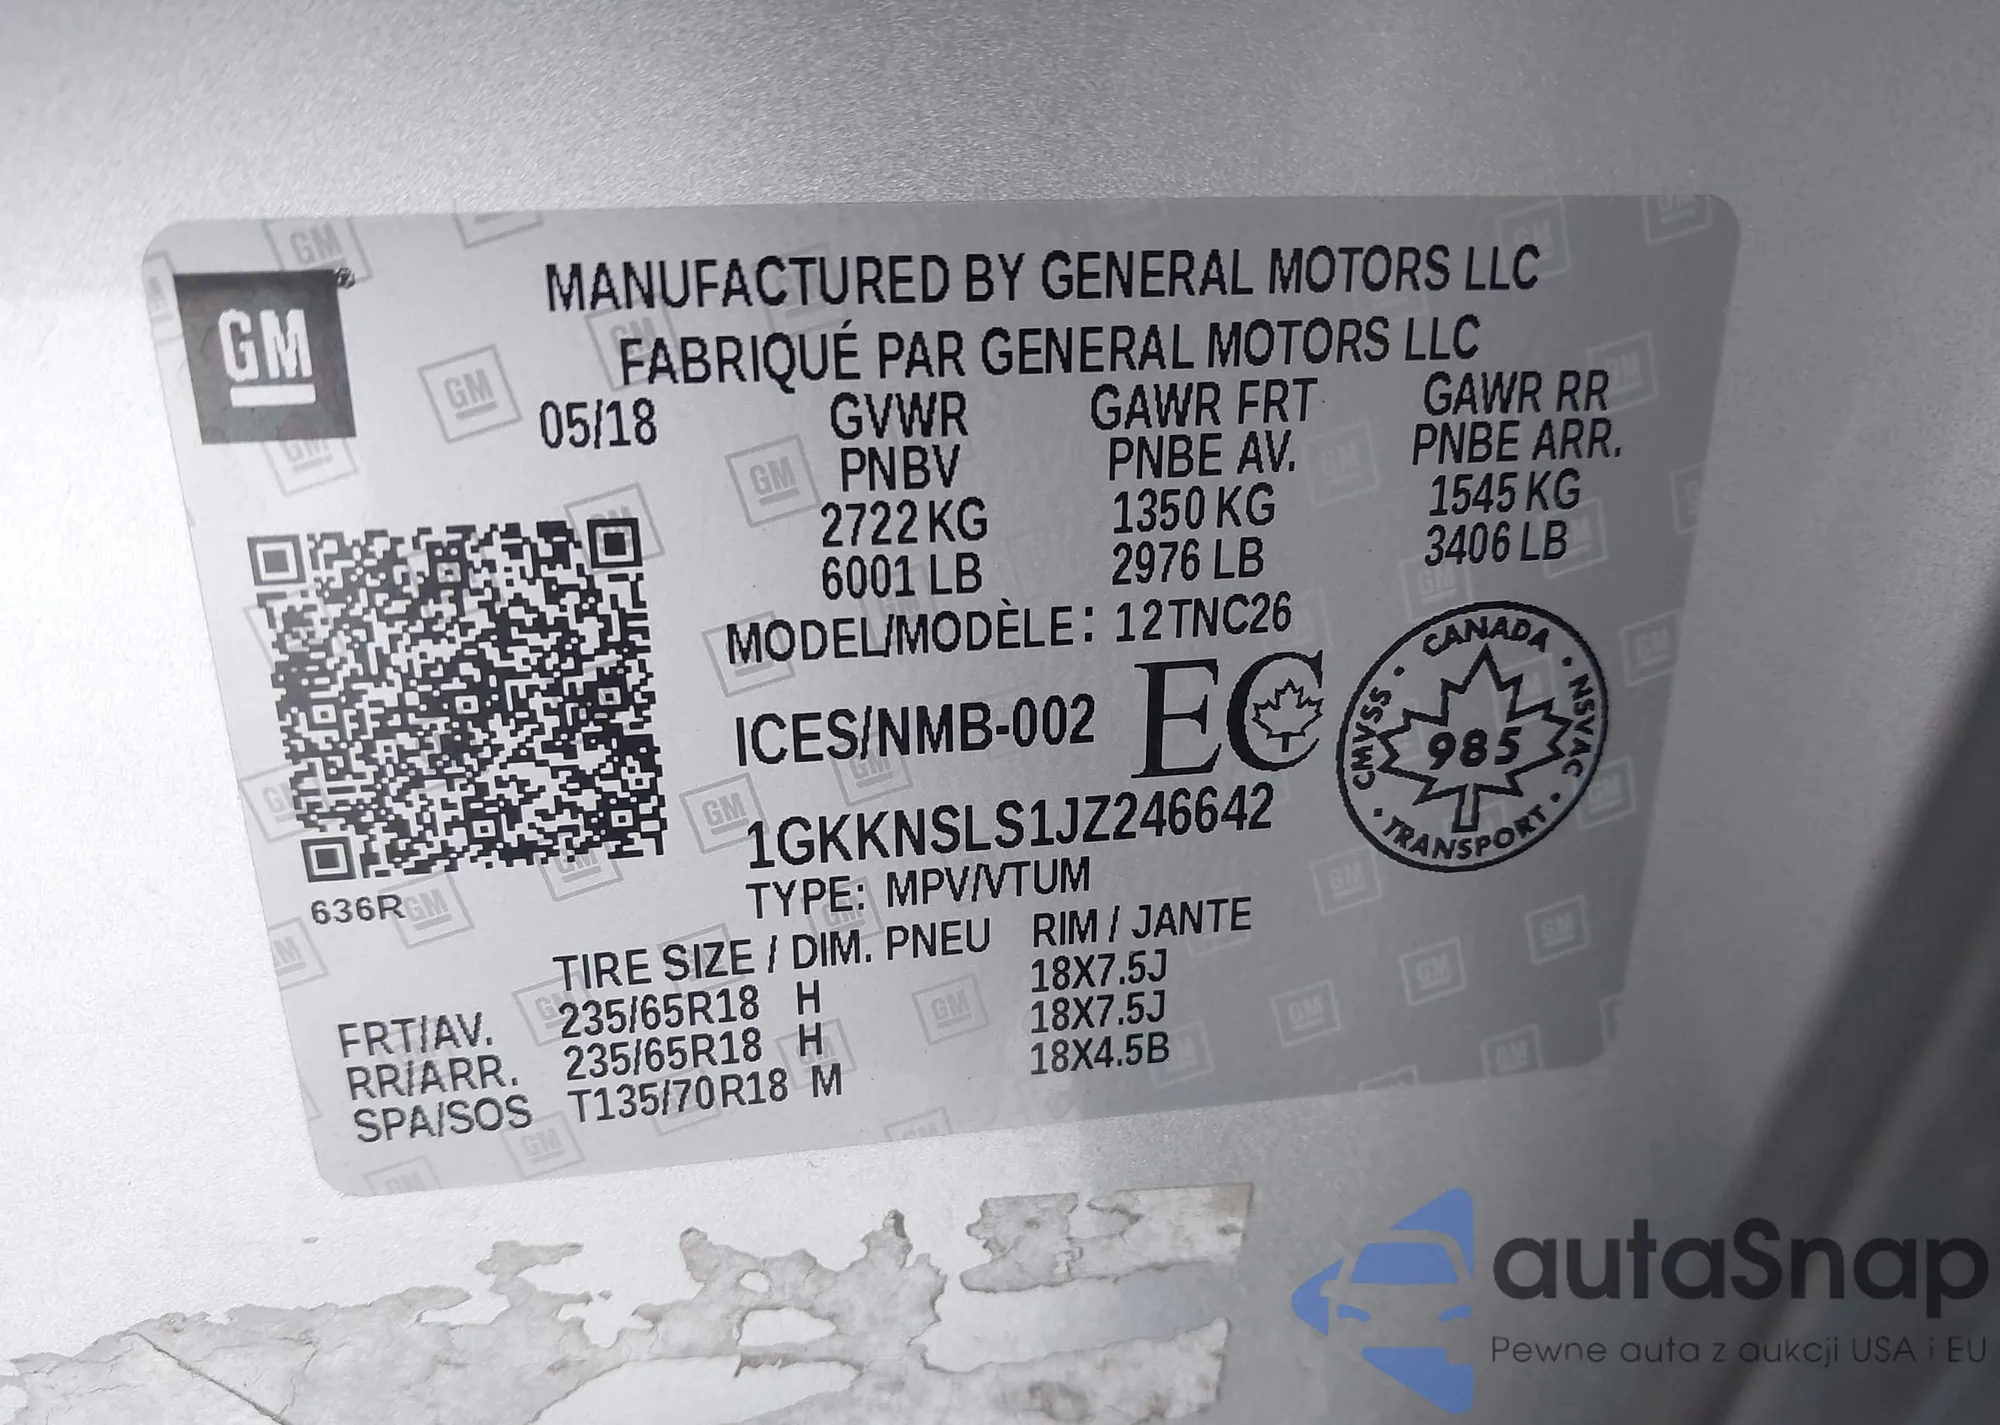 GM
MANUFACTURED BY GENERAL MOTORS LLC
FABRIQUÉ PAR GENERAL MOTORS LLC
05/18 GVWR GAWR FRT GAWR RR
PNBV PNBE AV. PNBE ARR.
2722 KG 1350 KG 1545 KG
6001 LB 2976 LB 3406 LB
MODEL/MODÈLE: 12TNC26
ICES/NMB-002 EC
CANADA
CMVSS 985 NSVAC
TRANSPORT
1GKKNSLS1JZ246642
636R
TYPE: MPV/VTUM
TIRE SIZE / DIM. PNEU RIM / JANTE
FRT/AV. 235/65R18 H 18X7.5J
RR/ARR. 235/65R18 H 18X7.5J
SPA/SOS T135/70R18 M 18X4.5B
autaSnap
Pewne auta z aukcji USA i EU